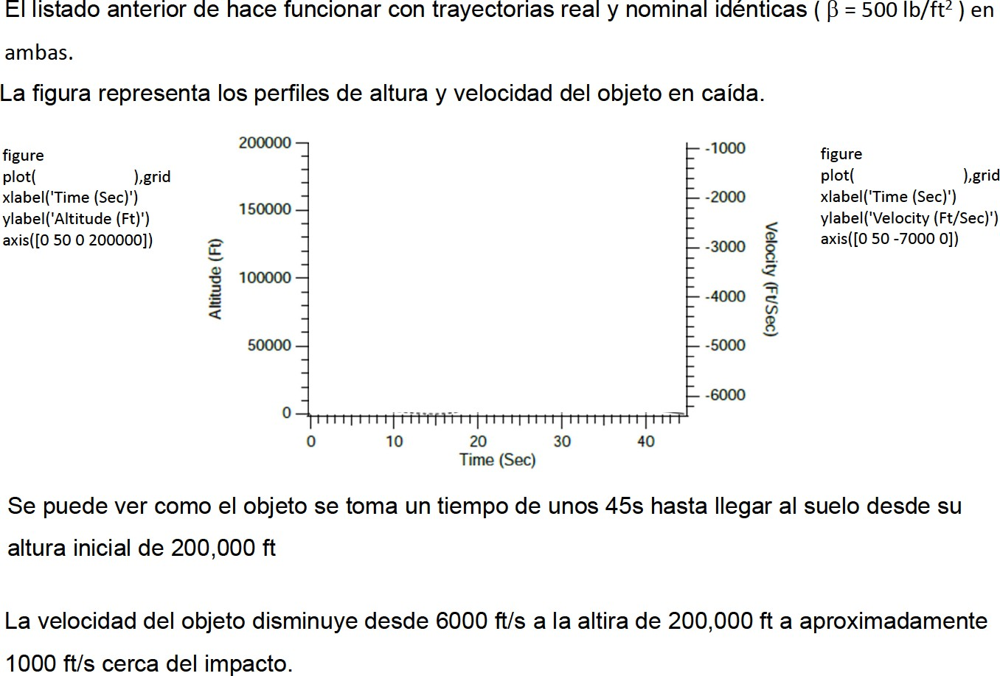 El listado anterior de hace funcionar con trayectorias real y nominal idénticas ( β = 500 lb/ft² ) en
ambas.
La figura representa los perfiles de altura y velocidad del objeto en caída.
figure
plot( ),grid
xlabel('Time (Sec)')
ylabel('Altitude (Ft)')
axis([0 50 0 200000])
200000
150000
100000
50000
0
Altitude (Ft)
0 10 20 30 40
Time (Sec)
-1000
-2000
-3000
-4000
-5000
-6000
Velocity (Ft/Sec)
figure
plot( ),grid
xlabel('Time (Sec)')
ylabel('Velocity (Ft/Sec)')
axis([0 50 -7000 0])
Se puede ver como el objeto se toma un tiempo de unos 45s hasta llegar al suelo desde su
altura inicial de 200,000 ft
La velocidad del objeto disminuye desde 6000 ft/s a la altira de 200,000 ft a aproximadamente
1000 ft/s cerca del impacto.